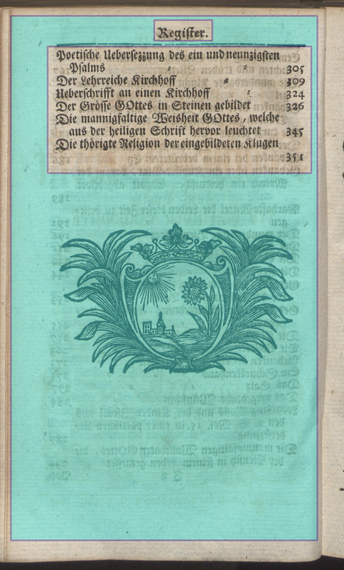 Register.
Poetische Uebersezzung des ein und neunzigsten
Psalms 305
Der Lehrreiche Kirchhoff 309
Ueberschrifft an einen Kirchhoff 324
Der Grösse GOttes in Steinen gebildet 326
Die mannigfaltige Weisheit GOttes, welche
aus der heiligen Schrift hervor leuchtet 345
Die thörigte Religion der eingebildeten Klugen
351